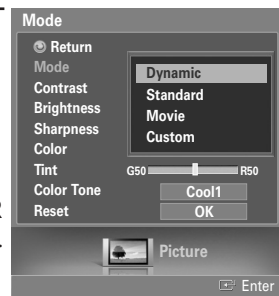 Mode
Return
Mode
Contrast
Brightness
Sharpness
Color
Tint G50 R50
Color Tone Cool1
Reset OK
Dynamic
Standard
Movie
Custom
Picture
Enter
R